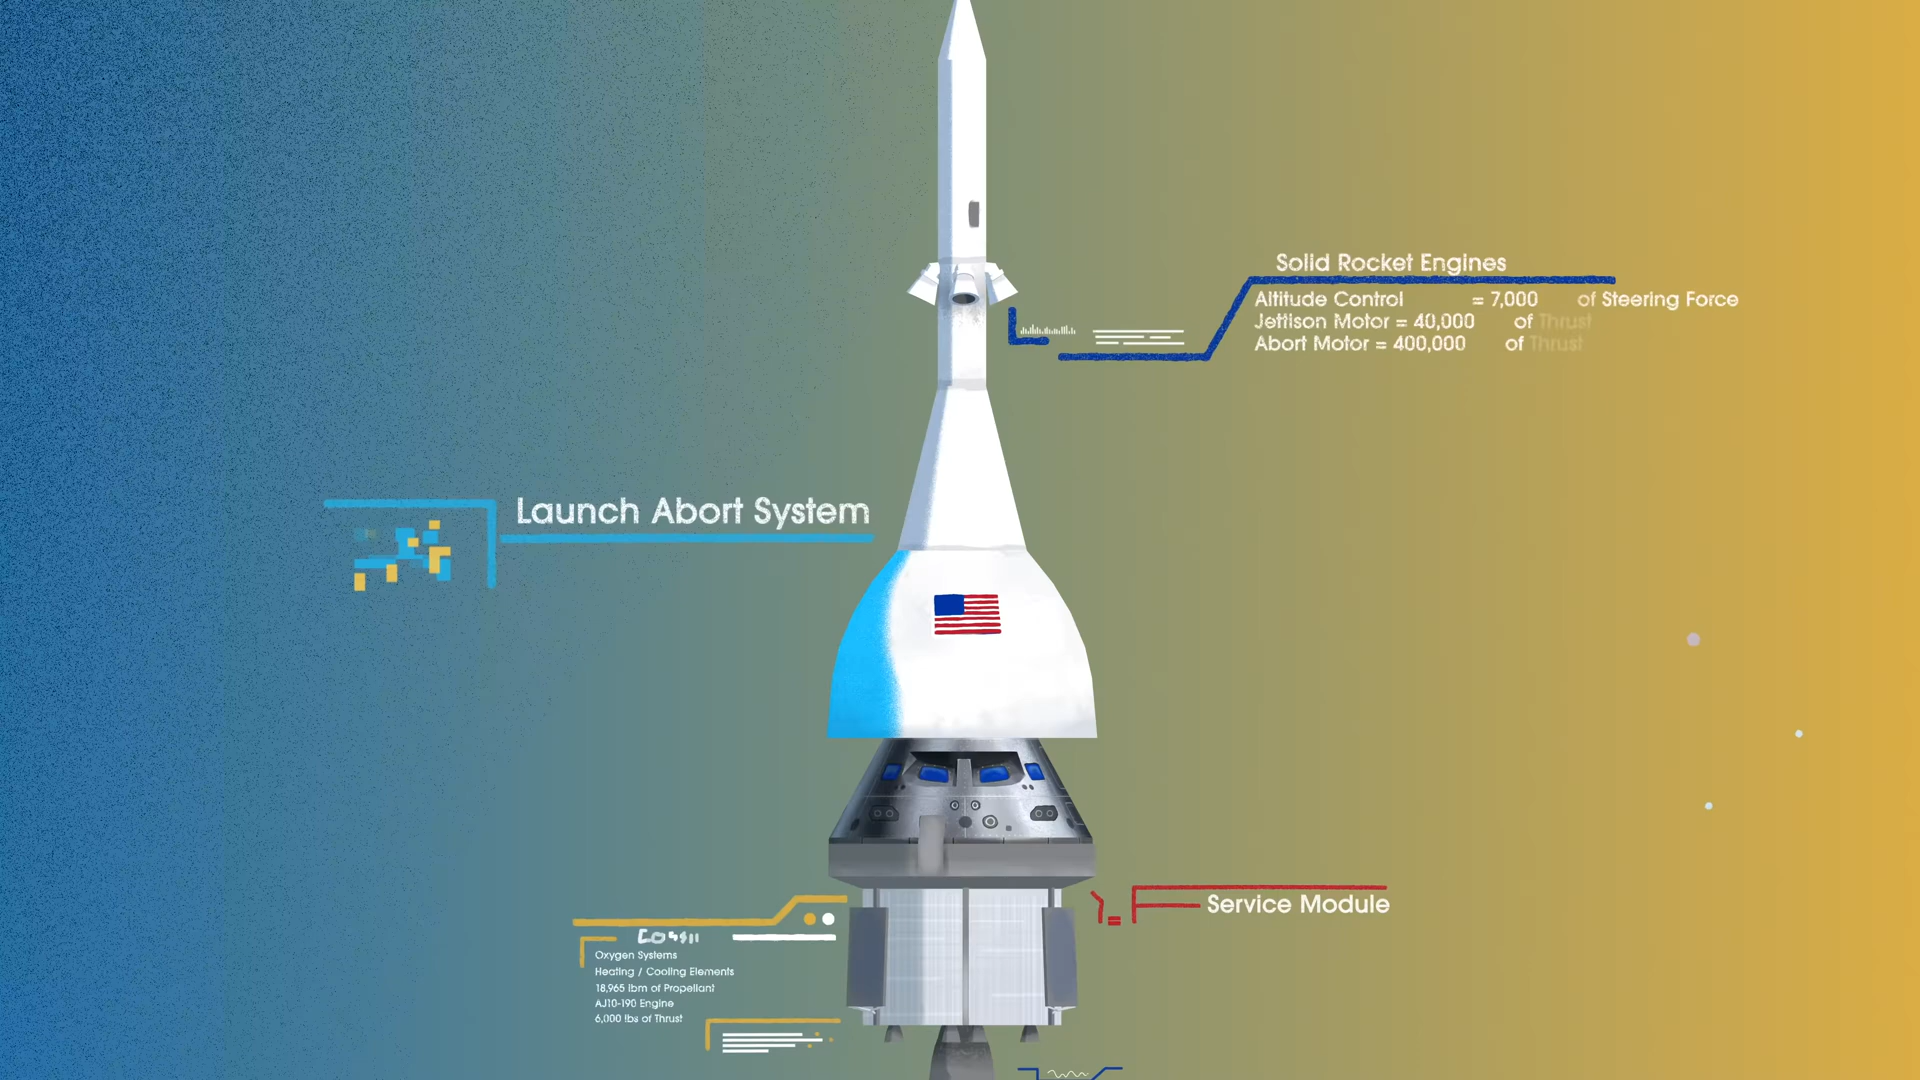 Solid Rocket Engines
Altitude Control = 7,000 of Steering Force
Jettison Motor = 40,000 of Thrust
Abort Motor = 400,000 of Thrust
Launch Abort System
Service Module
Oxygen Systems
Heating / Cooling Elements
18,965 lbm of Propellant
AJ10-190 Engine
6,000 lbs of Thrust